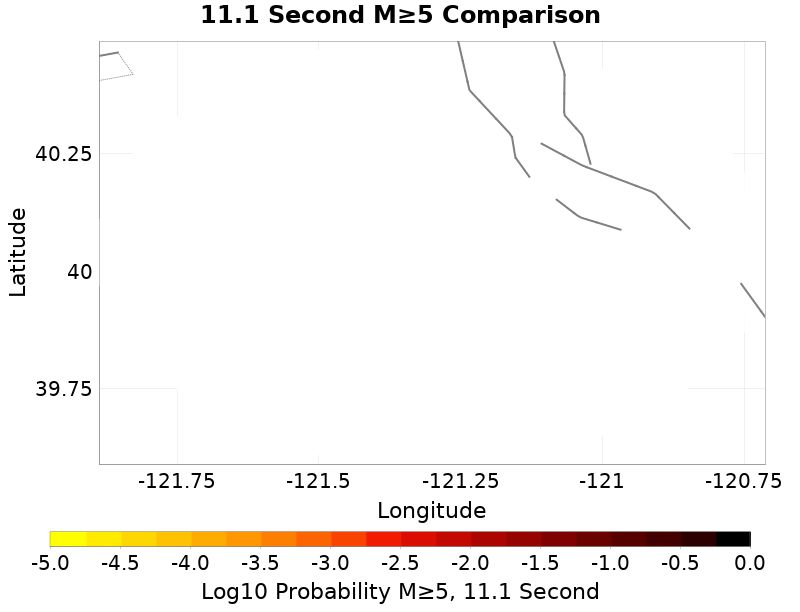 11.1 Second M≥5 Comparison
40.25
40
39.75
Latitude
-121.75 -121.5 -121.25 -121 -120.75
Longitude
-5.0 -4.5 -4.0 -3.5 -3.0 -2.5 -2.0 -1.5 -1.0 -0.5 0.0
Log10 Probability M≥5, 11.1 Second